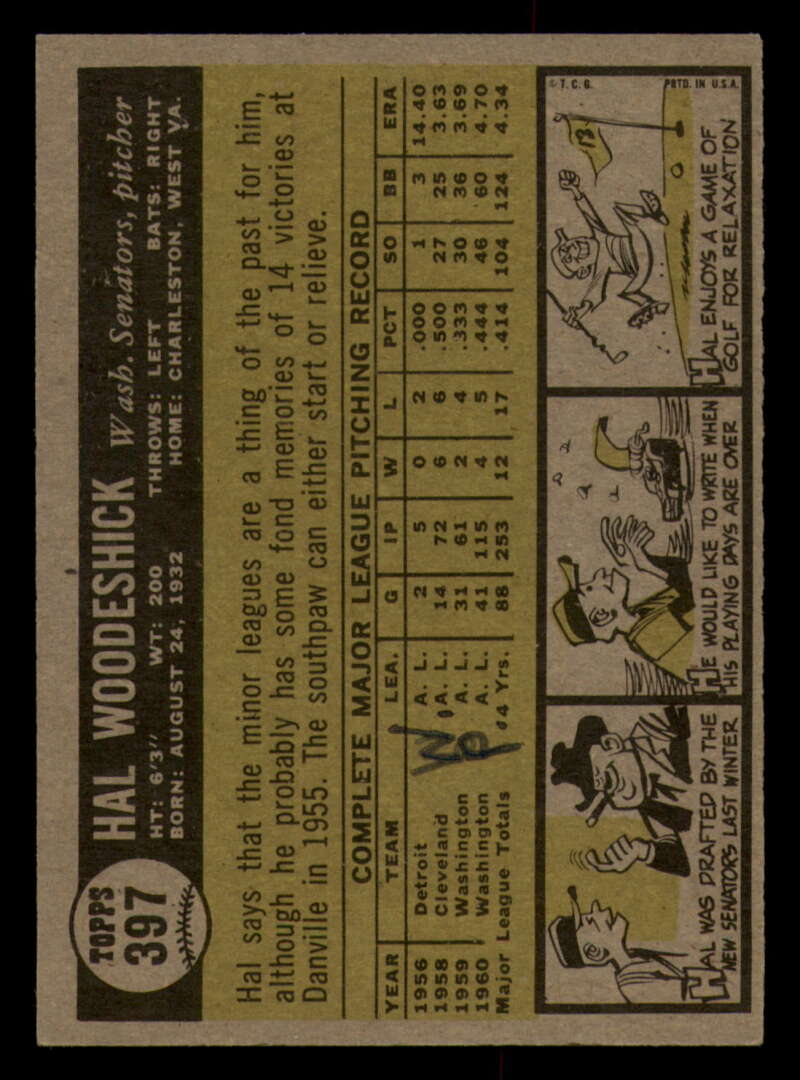 TOPPS
397
HAL WOODESHICK Wash. Senators, pitcher
HT: 6'3" WT: 200 THROWS: LEFT BATS: RIGHT
BORN: AUGUST 24, 1932 HOME: CHARLESTON, WEST VA.
Hal says that the minor leagues are a thing of the past for him,
although he probably has some fond memories of 14 victories at
Danville in 1955. The southpaw can either start or relieve.
COMPLETE MAJOR LEAGUE PITCHING RECORD
YEAR TEAM LEA. G IP W L PCT SO BB ERA
1956 Detroit A. L. 2 5 0 2 .000 1 3 14.40
1958 Cleveland A. L. 14 72 6 6 .500 27 25 3.63
1959 Washington A. L. 31 61 2 4 .333 30 36 3.69
1960 Washington A. L. 41 115 4 5 .444 46 60 4.70
Major League Totals 4 Yrs. 88 253 12 17 .414 104 124 4.34
W
P
HAL WAS DRAFTED BY THE
NEW SENATORS LAST WINTER
HE WOULD LIKE TO WRITE WHEN
HIS PLAYING DAYS ARE OVER
© T. C. G. PRTD. IN U.S.A.
13
HAL ENJOYS A GAME OF
GOLF FOR RELAXATION